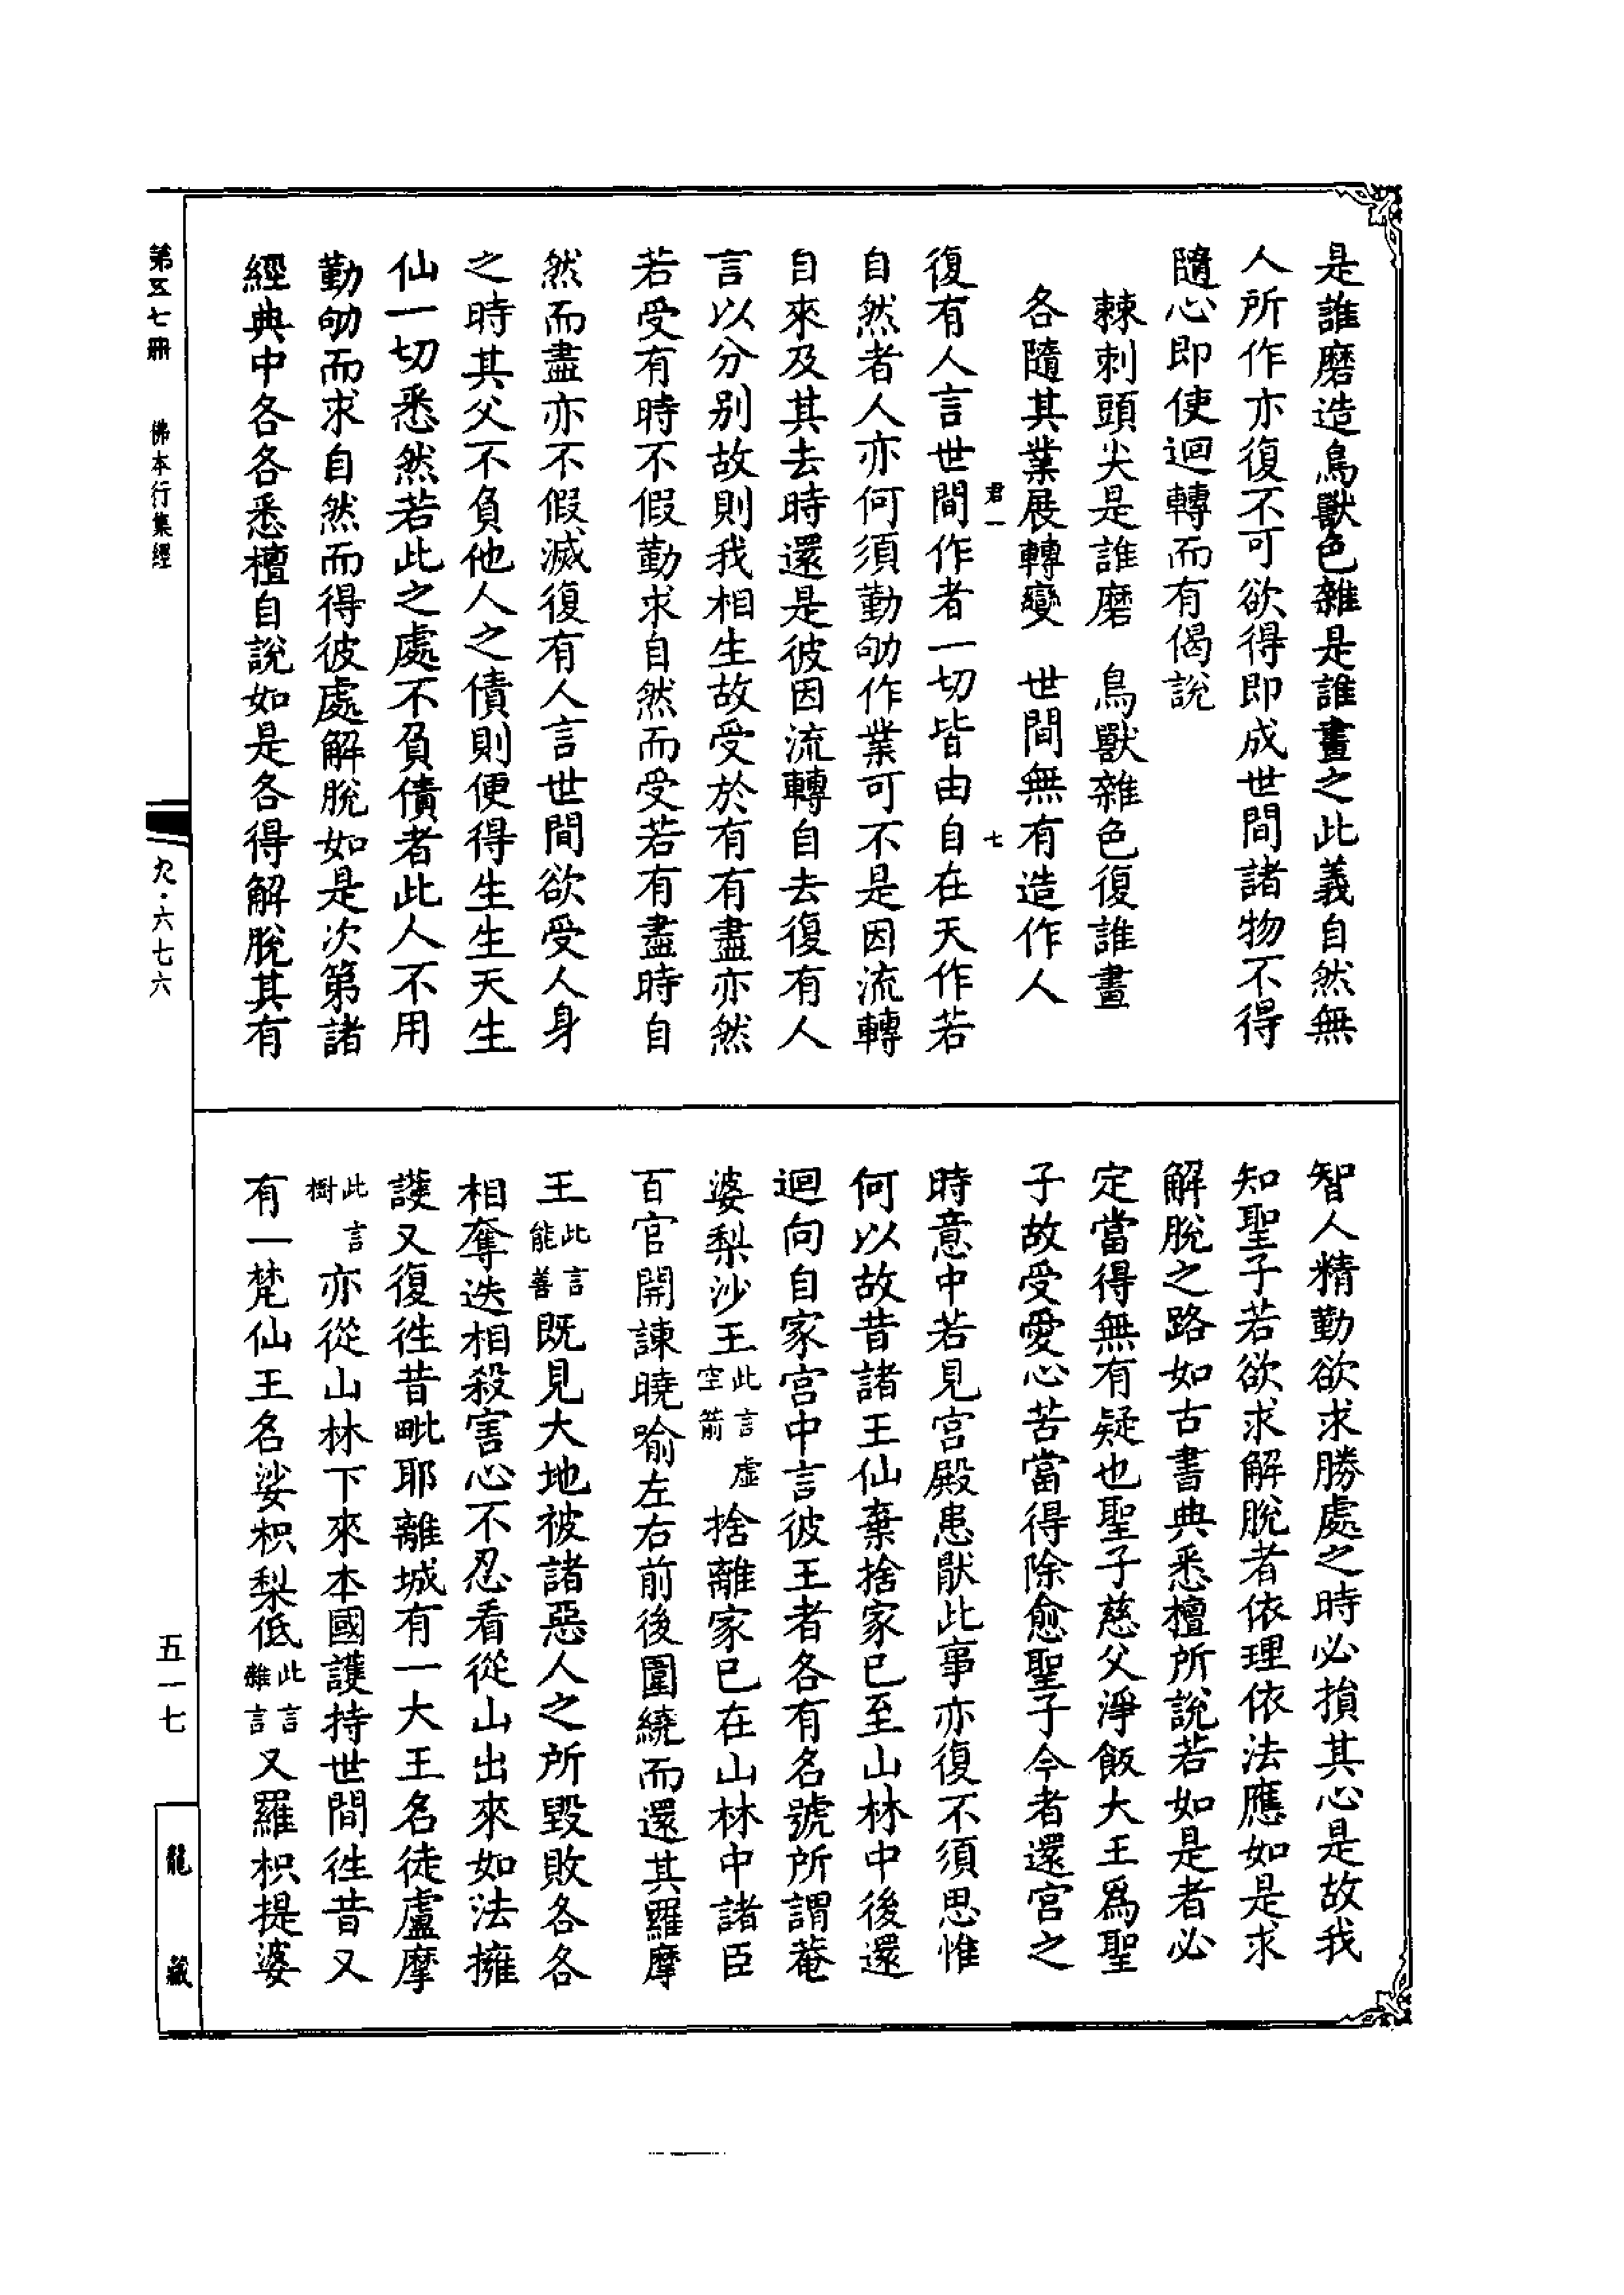 是誰磨造鳥獸色雜是誰畫之此義自然無
人所作亦復不可欲得即成世間諸物不得
隨心即使迴轉而有偈說
棘刺頭尖是誰磨　鳥獸雜色復誰畫
各隨其業展轉變　世間無有造作人
君一　七
復有人言世間作者一切皆由自在天作若
自然者人亦何須勤劬作業可不是因流轉
自來及其去時還是彼因流轉自去復有人
言以分別故則我相生故受於有有盡亦然
若受有時不假勤求自然而受若有盡時自
然而盡亦不假滅復有人言世間欲受人身
之時其父不負他人之債則便得生生天生
仙一切悉然若此之處不負債者此人不用
勤劬而求自然而得彼處解脫如是次第諸
經典中各各悉檀自說如是各得解脫其有
智人精勤欲求勝處之時必損其心是故我
知聖子若欲求解脫者依理依法應如是求
解脫之路如古書典悉檀所說若如是者必
定當得無有疑也聖子慈父淨飯大王爲聖
子故受愛心苦當得除愈聖子今者還宮之
時意中若見宮殿患猒此事亦復不須思惟
何以故昔諸王仙棄捨家已至山林中後還
迴向自家宮中言彼王者各有名號所謂菴
婆梨沙王此言虛空箭捨離家已在山林中諸臣
百官開諫曉喻左右前後圍繞而還其羅摩
王此言能善既見大地被諸惡人之所毀敗各各
相奪迭相殺害心不忍看從山出來如法擁
護又復徃昔毗耶離城有一大王名徒盧摩
此言樹亦從山林下來本國護持世間徃昔又
有一梵仙王名娑枳梨低此言雜言又羅枳提婆
第五七冊　佛本行集經　九·六七六　五一七　龍藏